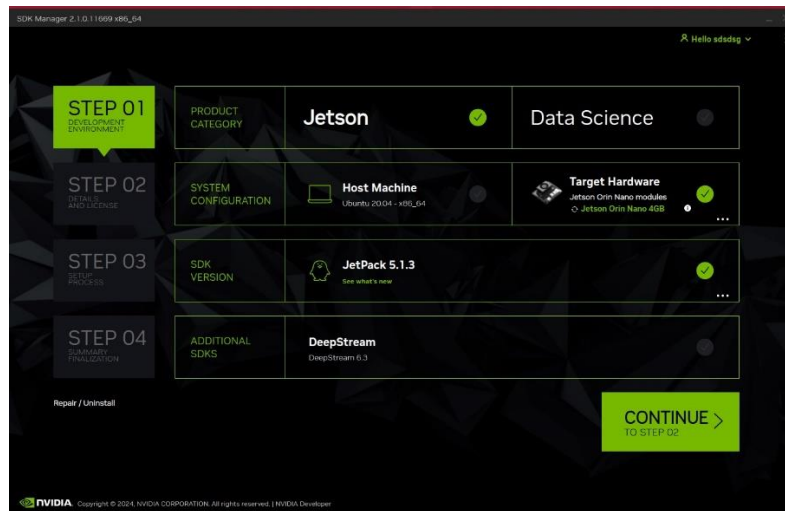 SDK Manager 2.1.0.11669 x86_64
Hello sdsdsg
STEP 01
DEVELOPMENT
ENVIRONMENT
PRODUCT
CATEGORY
Jetson
Data Science
STEP 02
DETAILS
AND LICENSE
SYSTEM
CONFIGURATION
Host Machine
Ubuntu 20.04 - x86_64
Target Hardware
Jetson Orin Nano modules
Jetson Orin Nano 4GB
...
STEP 03
SETUP
PROCESS
SDK
VERSION
JetPack 5.1.3
See what's new
...
STEP 04
SUMMARY
FINALIZATION
ADDITIONAL
SDKS
DeepStream
DeepStream 6.3
Repair / Uninstall
CONTINUE >
TO STEP 02
NVIDIA. Copyright © 2024, NVIDIA CORPORATION. All rights reserved. | NVIDIA Developer